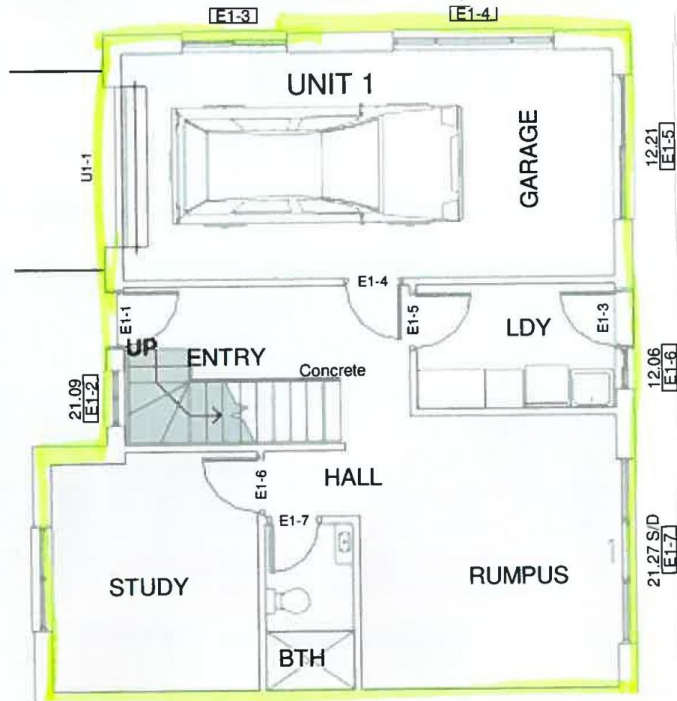 E1-3
E1-4
UNIT 1
U1-1
GARAGE
12.21
E1-5
E1-4
E1-1
E1-5
LDY
E1-3
UP
ENTRY
Concrete
21.09
E1-2
12.06
E1-6
HALL
E1-6
E1-7
STUDY
RUMPUS
21.27 S/D
E1-7
BTH